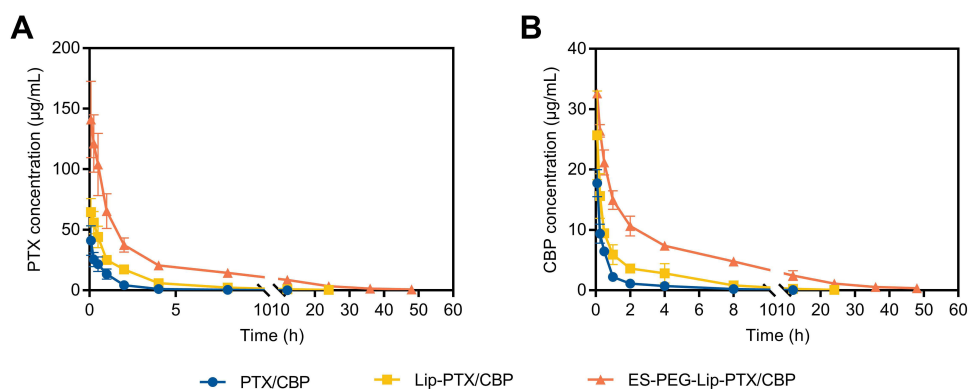 A
B
200
150
100
50
0
PTX concentration (µg/mL)
0 5 10 10 20 30 40 50 60
Time (h)
40
30
20
10
0
CBP concentration (µg/mL)
0 2 4 6 8 10 10 20 30 40 50 60
Time (h)
PTX/CBP Lip-PTX/CBP ES-PEG-Lip-PTX/CBP